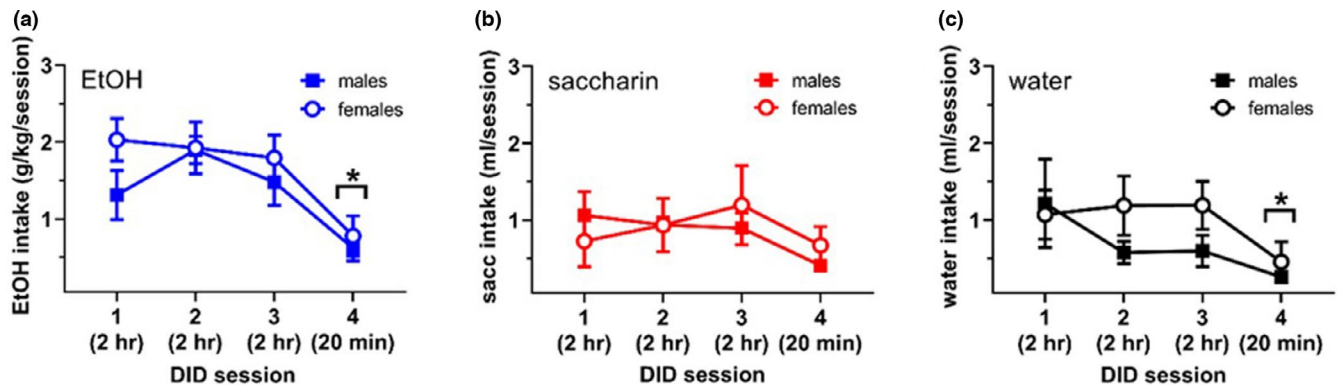 (a)
EtOH intake (g/kg/session)
3
2
1
EtOH
males
females
*
1 2 3 4
(2 hr) (2 hr) (2 hr) (20 min)
DID session
(b)
sacc intake (ml/session)
3
2
1
saccharin
males
females
1 2 3 4
(2 hr) (2 hr) (2 hr) (20 min)
DID session
(c)
water intake (ml/session)
3
2
1
water
males
females
*
1 2 3 4
(2 hr) (2 hr) (2 hr) (20 min)
DID session